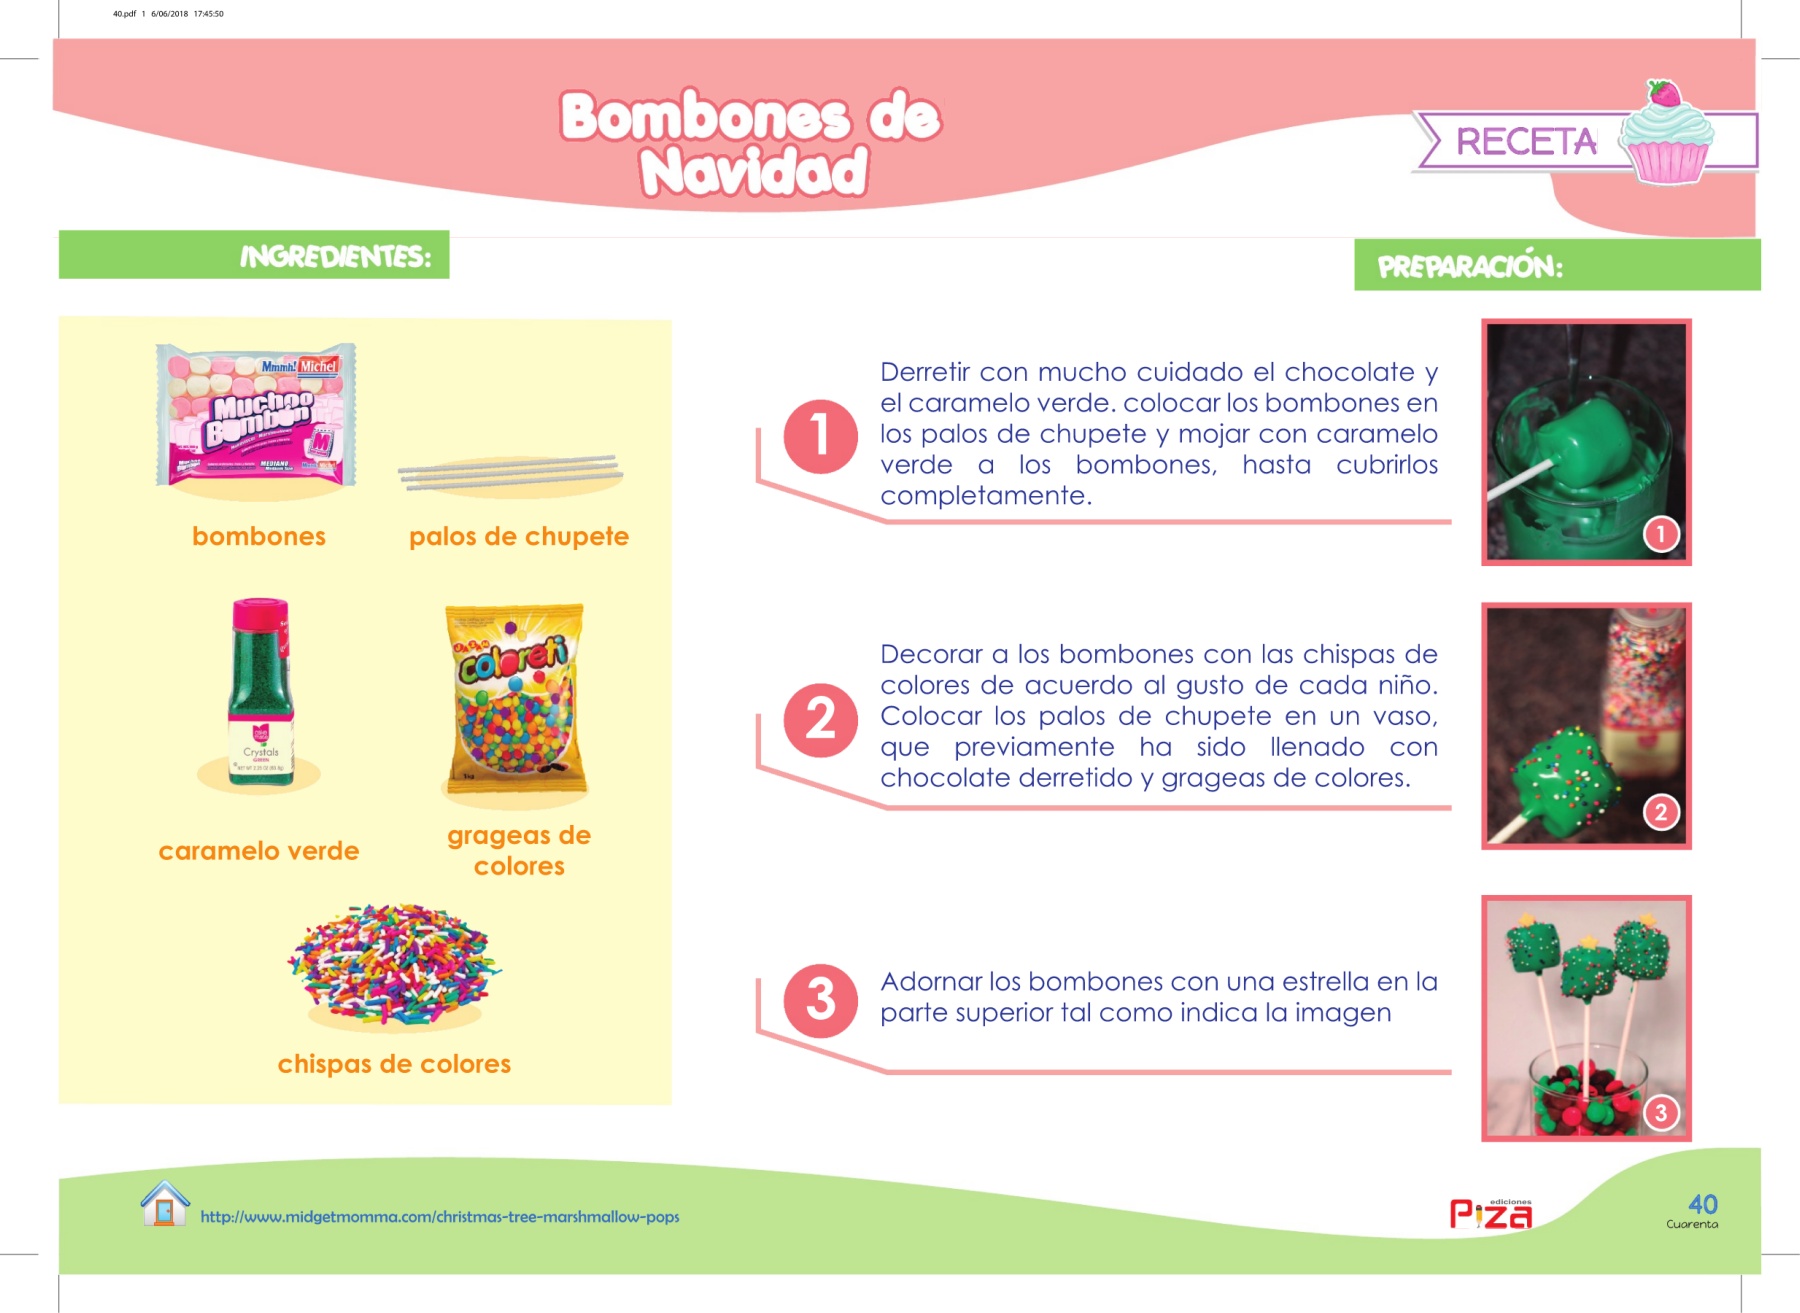 40.pdf 1 6/06/2018 17:45:50
Bombones de
Navidad
RECETA
INGREDIENTES:
PREPARACIÓN:
Mmmh! Michel
Muchoo
Bombon
MEDIANO
bombones
palos de chupete
Crystals
GREEN
caramelo verde
coloreti
1kg
grageas de
colores
chispas de colores
1
Derretir con mucho cuidado el chocolate y
el caramelo verde. colocar los bombones en
los palos de chupete y mojar con caramelo
verde a los bombones, hasta cubrirlos
completamente.
1
2
Decorar a los bombones con las chispas de
colores de acuerdo al gusto de cada niño.
Colocar los palos de chupete en un vaso,
que previamente ha sido llenado con
chocolate derretido y grageas de colores.
2
3
Adornar los bombones con una estrella en la
parte superior tal como indica la imagen
3
http://www.midgetmomma.com/christmas-tree-marshmallow-pops
ediciones
Piza
40
Cuarenta